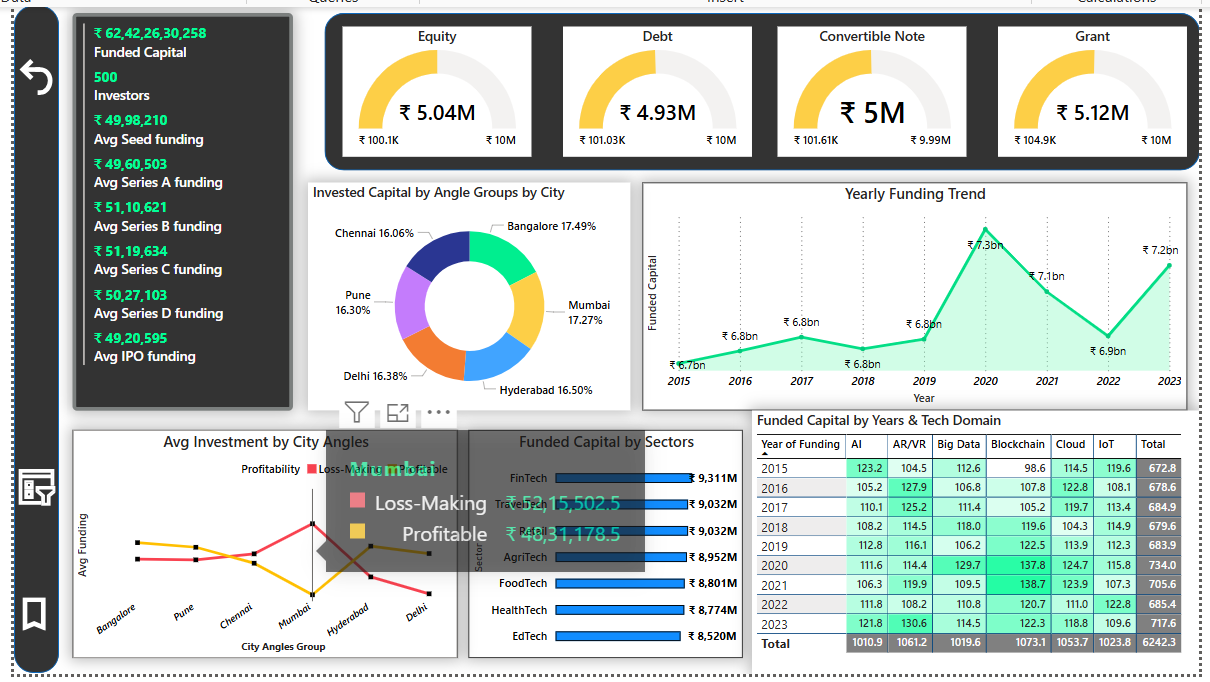 Data Queries Insert Calculations
₹ 62,42,26,30,258
Funded Capital
500
Investors
₹ 49,98,210
Avg Seed funding
₹ 49,60,503
Avg Series A funding
₹ 51,10,621
Avg Series B funding
₹ 51,19,634
Avg Series C funding
₹ 50,27,103
Avg Series D funding
₹ 49,20,595
Avg IPO funding
Equity
₹ 5.04M
₹ 100.1K ₹ 10M
Debt
₹ 4.93M
₹ 101.03K ₹ 10M
Convertible Note
₹ 5M
₹ 101.61K ₹ 9.99M
Grant
₹ 5.12M
₹ 104.9K ₹ 10M
Invested Capital by Angle Groups by City
Bangalore 17.49%
Mumbai
17.27%
Hyderabad 16.50%
Delhi 16.38%
Pune
16.30%
Chennai 16.06%
Yearly Funding Trend
Funded Capital
₹ 6.7bn
₹ 6.8bn
₹ 6.8bn
₹ 6.8bn
₹ 6.8bn
₹ 7.3bn
₹ 7.1bn
₹ 6.9bn
₹ 7.2bn
2015 2016 2017 2018 2019 2020 2021 2022 2023
Year
Avg Investment by City Angles
Profitability Loss-Making Profitable
Avg Funding
Bangalore Pune Chennai Mumbai Hyderabad Delhi
City Angles Group
Mumbai
Loss-Making ₹ 52,15,502.5
Profitable ₹ 48,31,178.5
Funded Capital by Sectors
Sector
FinTech ₹ 9,311M
TravelTech ₹ 9,032M
Retail ₹ 9,032M
AgriTech ₹ 8,952M
FoodTech ₹ 8,801M
HealthTech ₹ 8,774M
EdTech ₹ 8,520M
Funded Capital by Years & Tech Domain
Year of Funding AI AR/VR Big Data Blockchain Cloud IoT Total
2015 123.2 104.5 112.6 98.6 114.5 119.6 672.8
2016 105.2 127.9 106.8 107.8 122.8 108.1 678.6
2017 110.1 125.2 111.4 105.2 119.7 113.4 684.9
2018 108.2 114.5 118.0 119.6 104.3 114.9 679.6
2019 112.8 116.1 106.2 122.5 113.9 112.3 683.9
2020 111.6 114.4 129.7 137.8 124.7 115.8 734.0
2021 106.3 119.9 109.5 138.7 123.9 107.3 705.6
2022 111.8 108.2 110.8 120.7 111.0 122.8 685.4
2023 121.8 130.6 114.5 122.3 118.8 109.6 717.6
Total 1010.9 1061.2 1019.6 1073.1 1053.7 1023.8 6242.3